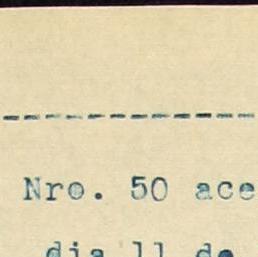 ------------
Nro. 50 ace
dia 11 de